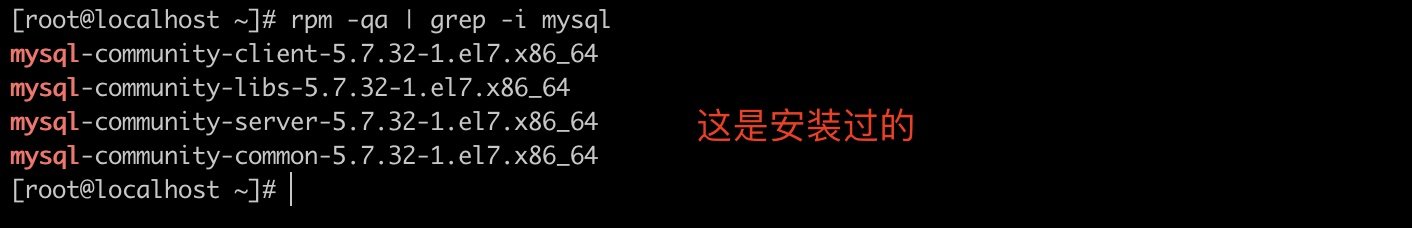 [root@localhost ~]# rpm -qa | grep -i mysql
mysql-community-client-5.7.32-1.el7.x86_64
mysql-community-libs-5.7.32-1.el7.x86_64
mysql-community-server-5.7.32-1.el7.x86_64
这是安装过的
mysql-community-common-5.7.32-1.el7.x86_64
[root@localhost ~]#